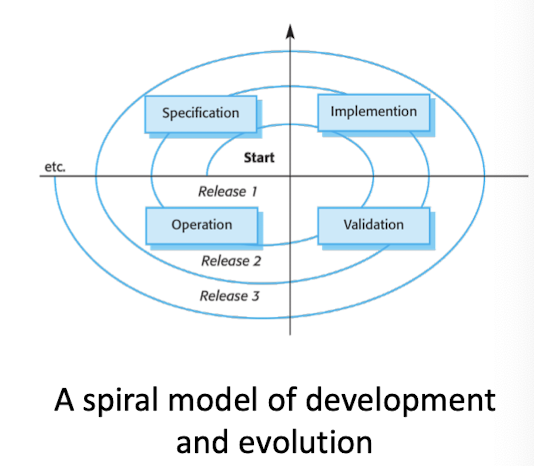 Specification
Implemention
Start
etc.
Release 1
Operation
Validation
Release 2
Release 3
A spiral model of development
and evolution